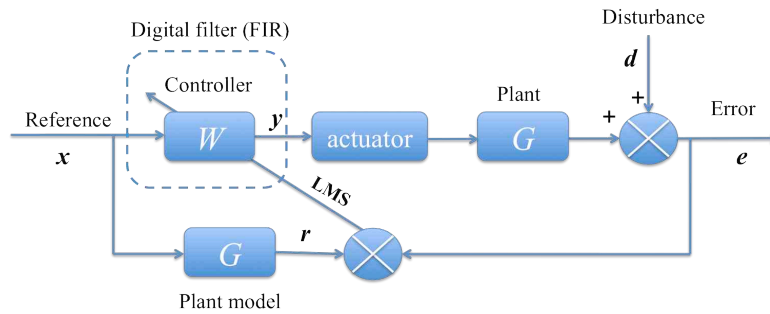 Disturbance
Digital filter (FIR)
d
Controller
Plant
+
Reference
y
+
Error
W
actuator
G
x
e
LMS
r
G
Plant model